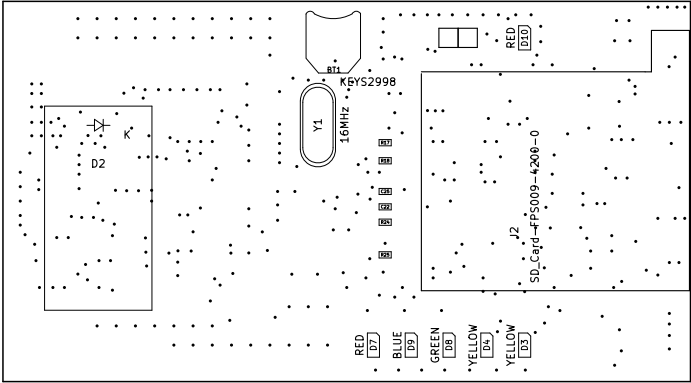 RED
D10
BT1
KEYS2998
Y1
16MHz
K
D2
R17
R18
C25
C22
R24
R25
J2
SD_Card-FPS009-4200-0
RED
D7
BLUE
D9
GREEN
D8
YELLOW
D4
YELLOW
D3